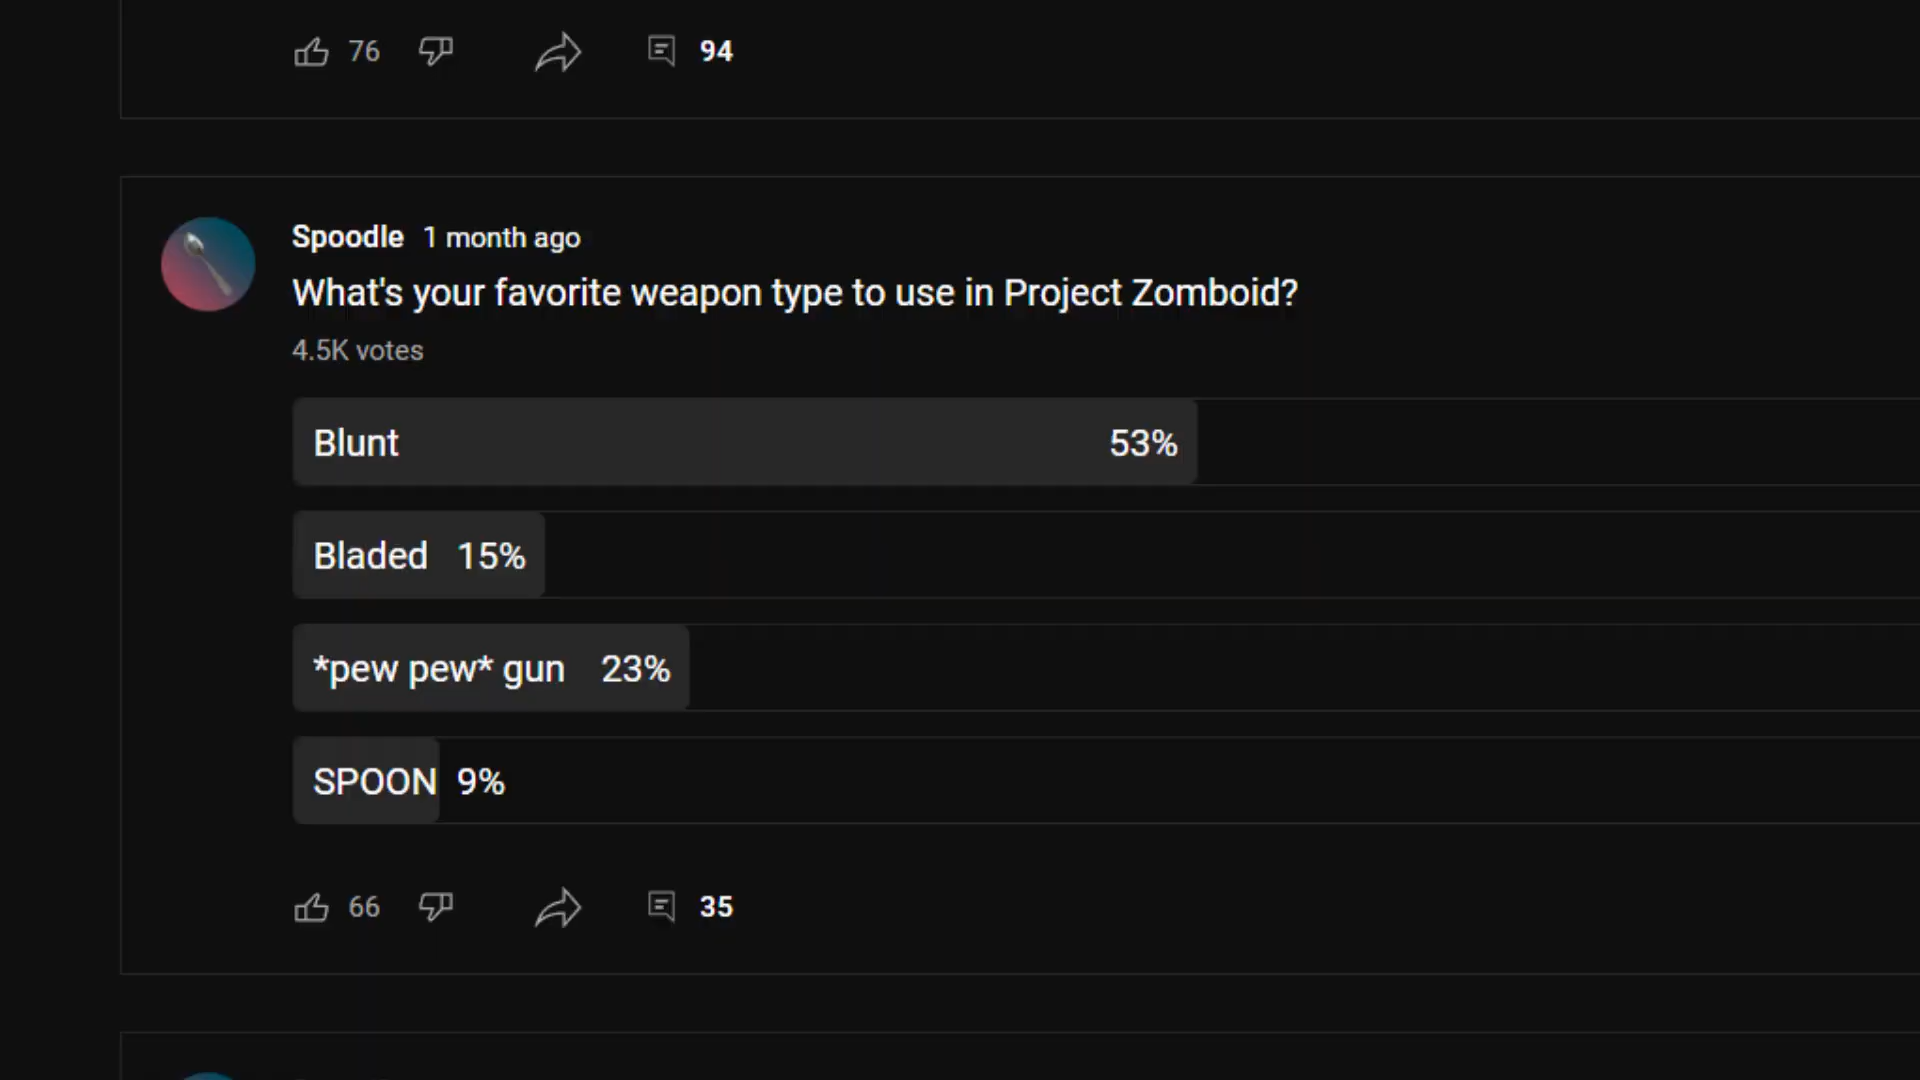 76 94
Spoodle 1 month ago
What's your favorite weapon type to use in Project Zomboid?
4.5K votes
Blunt 53%
Bladed 15%
*pew pew* gun 23%
SPOON 9%
66 35